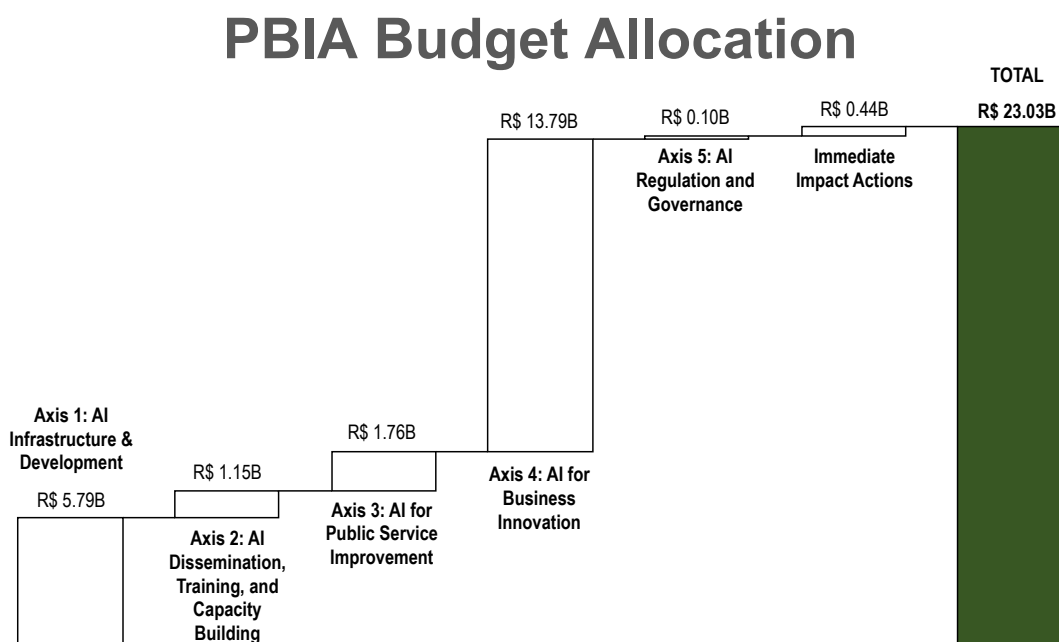 PBIA Budget Allocation
TOTAL
R$ 23.03B
R$ 13.79B
R$ 0.10B
R$ 0.44B
Axis 5: AI
Regulation and
Governance
Immediate
Impact Actions
Axis 1: AI
Infrastructure &
Development
R$ 5.79B
R$ 1.15B
Axis 2: AI
Dissemination,
Training, and
Capacity
Building
R$ 1.76B
Axis 3: AI for
Public Service
Improvement
Axis 4: AI for
Business
Innovation